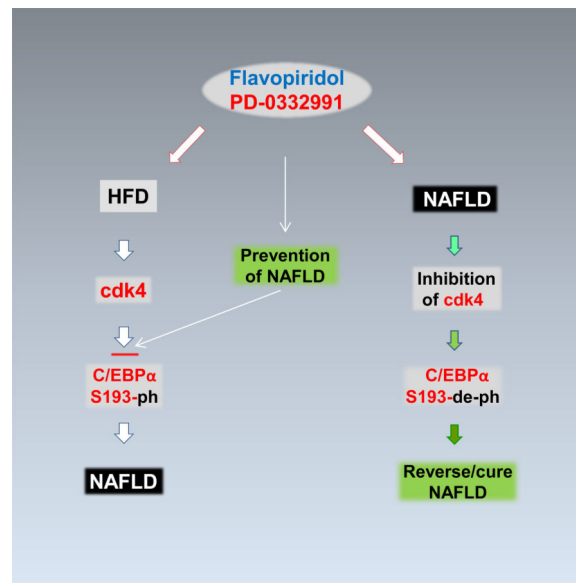 Flavopiridol
PD-0332991
HFD
cdk4
C/EBPα
S193-ph
NAFLD
Prevention
of NAFLD
NAFLD
Inhibition
of cdk4
C/EBPα
S193-de-ph
Reverse/cure
NAFLD